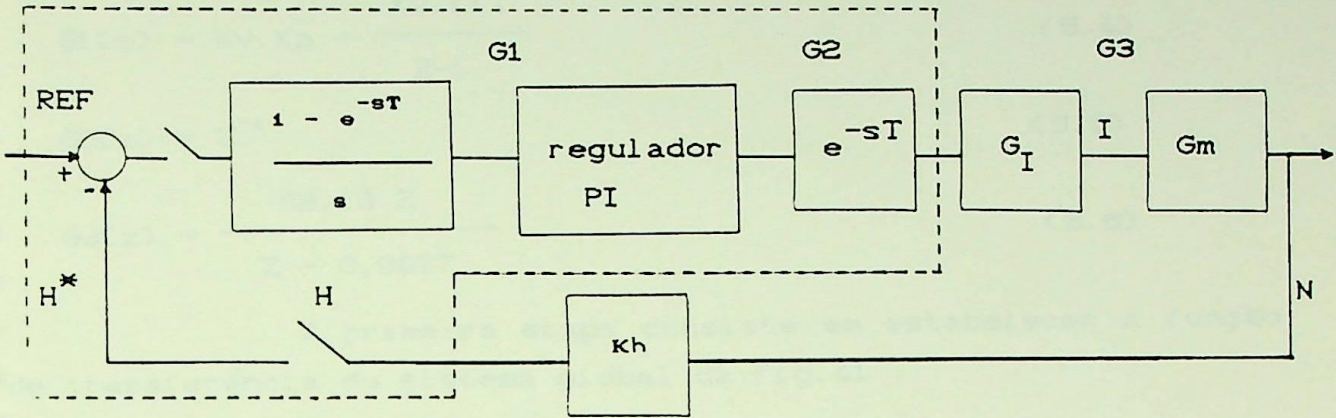 G1
G2
G3
REF
1 - e^-sT
s
regulador
PI
e^-sT
G_I
I
Gm
+
-
H*
H
Kh
N